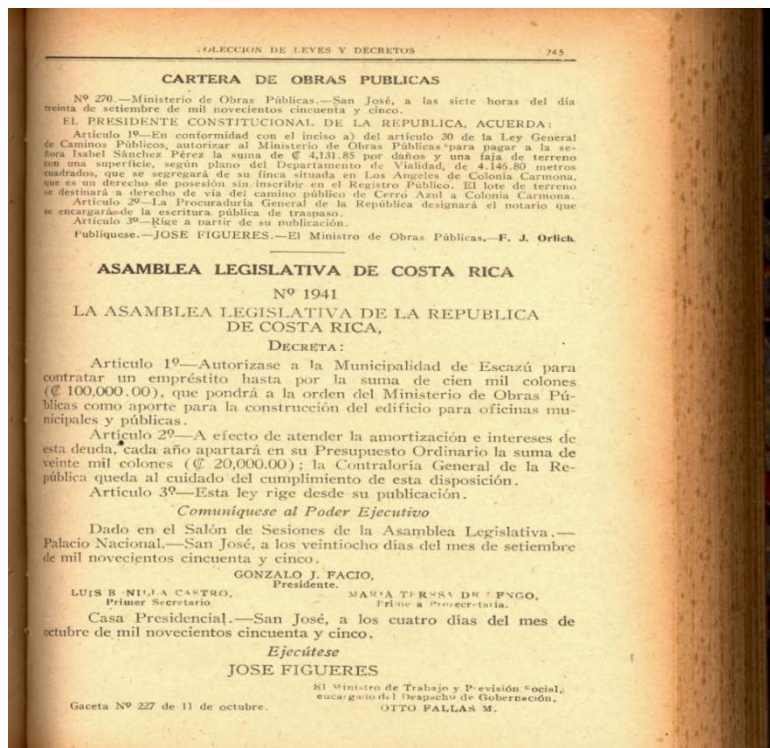 COLECCION DE LEYES Y DECRETOS 245
CARTERA DE OBRAS PUBLICAS
Nº 270.—Ministerio de Obras Públicas.—San José, a las siete horas del día
treinta de setiembre de mil novecientos cincuenta y cinco.
EL PRESIDENTE CONSTITUCIONAL DE LA REPUBLICA, ACUERDA:
Artículo 1º—En conformidad con el inciso a) del artículo 30 de la Ley General
de Caminos Públicos, autorizar al Ministerio de Obras Públicas para pagar a la se-
ñora Isabel Sánchez Pérez la suma de ₡ 4,131.85 por daños y una faja de terreno
con una superficie, según plano del Departamento de Vialidad, de 4,146.80 metros
cuadrados, que se segregará de su finca situada en Los Angeles de Colonia Carmona,
que es un derecho de posesión sin inscribir en el Registro Público. El lote de terreno
se destinará a derecho de vía del camino público de Cerro Azul a Colonia Carmona.
Artículo 2º—La Procuraduría General de la República designará el notario que
se encargará de la escritura pública de traspaso.
Artículo 3º—Rige a partir de su publicación.
Publíquese.—JOSE FIGUERES.—El Ministro de Obras Públicas,—F. J. Orlich.
ASAMBLEA LEGISLATIVA DE COSTA RICA
Nº 1941
LA ASAMBLEA LEGISLATIVA DE LA REPUBLICA
DE COSTA RICA,
DECRETA:
Artículo 1º—Autorízase a la Municipalidad de Escazú para
contratar un empréstito hasta por la suma de cien mil colones
(₡ 100,000.00), que pondrá a la orden del Ministerio de Obras Pú-
blicas como aporte para la construcción del edificio para oficinas mu-
nicipales y públicas.
Artículo 2º—A efecto de atender la amortización e intereses de
esta deuda, cada año apartará en su Presupuesto Ordinario la suma de
veinte mil colones (₡ 20,000.00); la Contraloría General de la Re-
pública queda al cuidado del cumplimiento de esta disposición.
Artículo 3º—Esta ley rige desde su publicación.
Comuníquese al Poder Ejecutivo
Dado en el Salón de Sesiones de la Asamblea Legislativa.—
Palacio Nacional.—San José, a los veintiocho días del mes de setiembre
de mil novecientos cincuenta y cinco.
GONZALO J. FACIO,
Presidente.
LUIS BONILLA CASTRO, MARIA TERESA DE DENGO,
Primer Secretario Primera Prosecretaria.
Casa Presidencial.—San José, a los cuatro días del mes de
octubre de mil novecientos cincuenta y cinco.
Ejecútese
JOSE FIGUERES
El Ministro de Trabajo y Previsión Social,
encargado del Despacho de Gobernación,
Gaceta Nº 227 de 11 de octubre. OTTO FALLAS M.